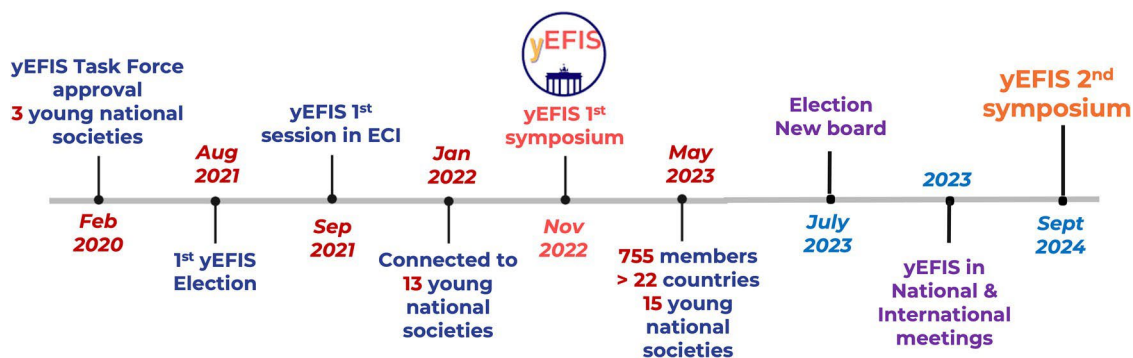 yEFIS Task Force
approval
3 young national
societies
Feb
2020
Aug
2021
1st yEFIS
Election
yEFIS 1st
session in ECI
Sep
2021
Jan
2022
Connected to
13 young
national
societies
yEFIS
yEFIS 1st
symposium
Nov
2022
May
2023
755 members
> 22 countries
15 young
national
societies
Election
New board
July
2023
2023
yEFIS in
National &
International
meetings
yEFIS 2nd
symposium
Sept
2024